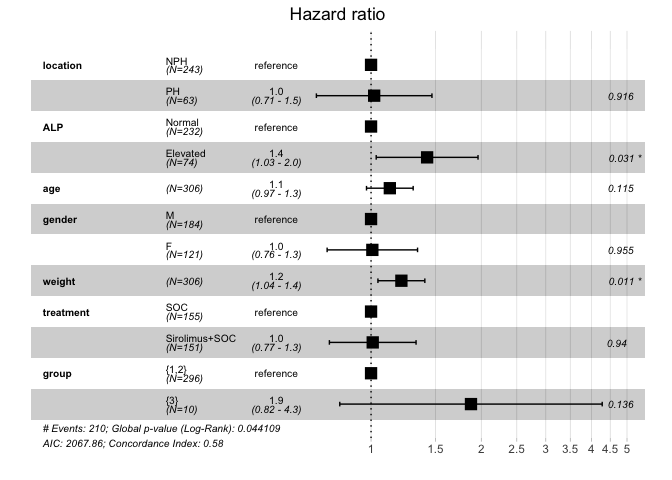 Hazard ratio
location NPH (N=243) reference
PH (N=63) 1.0 (0.71 - 1.5) 0.916
ALP Normal (N=232) reference
Elevated (N=74) 1.4 (1.03 - 2.0) 0.031 *
age (N=306) 1.1 (0.97 - 1.3) 0.115
gender M (N=184) reference
F (N=121) 1.0 (0.76 - 1.3) 0.955
weight (N=306) 1.2 (1.04 - 1.4) 0.011 *
treatment SOC (N=155) reference
Sirolimus+SOC (N=151) 1.0 (0.77 - 1.3) 0.94
group {1,2} (N=296) reference
{3} (N=10) 1.9 (0.82 - 4.3) 0.136
# Events: 210; Global p-value (Log-Rank): 0.044109
AIC: 2067.86; Concordance Index: 0.58
1 1.5 2 2.5 3 3.5 4 4.5 5